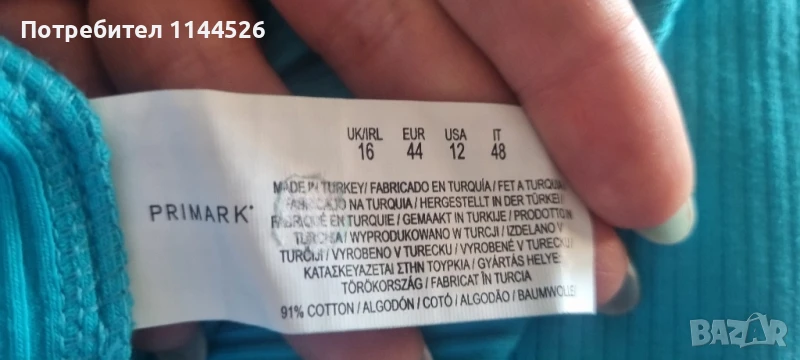 Потребител 1144526
UK/IRL EUR USA IT
16 44 12 48
PRIMARK®
MADE IN TURKEY/ FABRICADO EN TURQUÍA/ FET A TURQUIA/
FABRICATO NA TURQUIA/ HERGESTELLT IN DER TÜRKEI/
FABRIQUÉ EN TURQUIE/ GEMAAKT IN TURKIJE/ PRODOTTO IN
TURCHIA/ WYPRODUKOWANO W TURCJI/ IZDELANO V
TURČIJI/ VYROBENO V TURECKU/ VYROBENÉ V TURECKU/
ΚΑΤΑΣΚΕΥΑΖΕΤΑΙ ΣΤΗΝ ΤΟΥΡΚΙΑ/ GYÁRTÁS HELYE:
TÖRÖKORSZÁG/ FABRICAT ÎN TURCIA
91% COTTON/ ALGODÓN/ COTÓ/ ALGODÃO/ BAUMWOLLE/
BAZAR